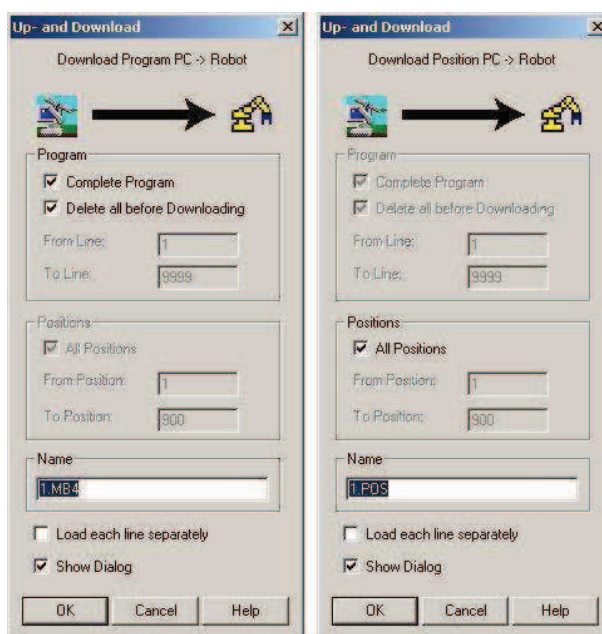 Up- and Download
Download Program PC -> Robot
Program
Complete Program
Delete all before Downloading
From Line: 1
To Line: 9999
Positions
All Positions
From Position: 1
To Position: 900
Name
1.MB4
Load each line separately
Show Dialog
OK Cancel Help
Up- and Download
Download Position PC -> Robot
Program
Complete Program
Delete all before Downloading
From Line: 1
To Line: 9999
Positions
All Positions
From Position: 1
To Position: 900
Name
1.POS
Load each line separately
Show Dialog
OK Cancel Help